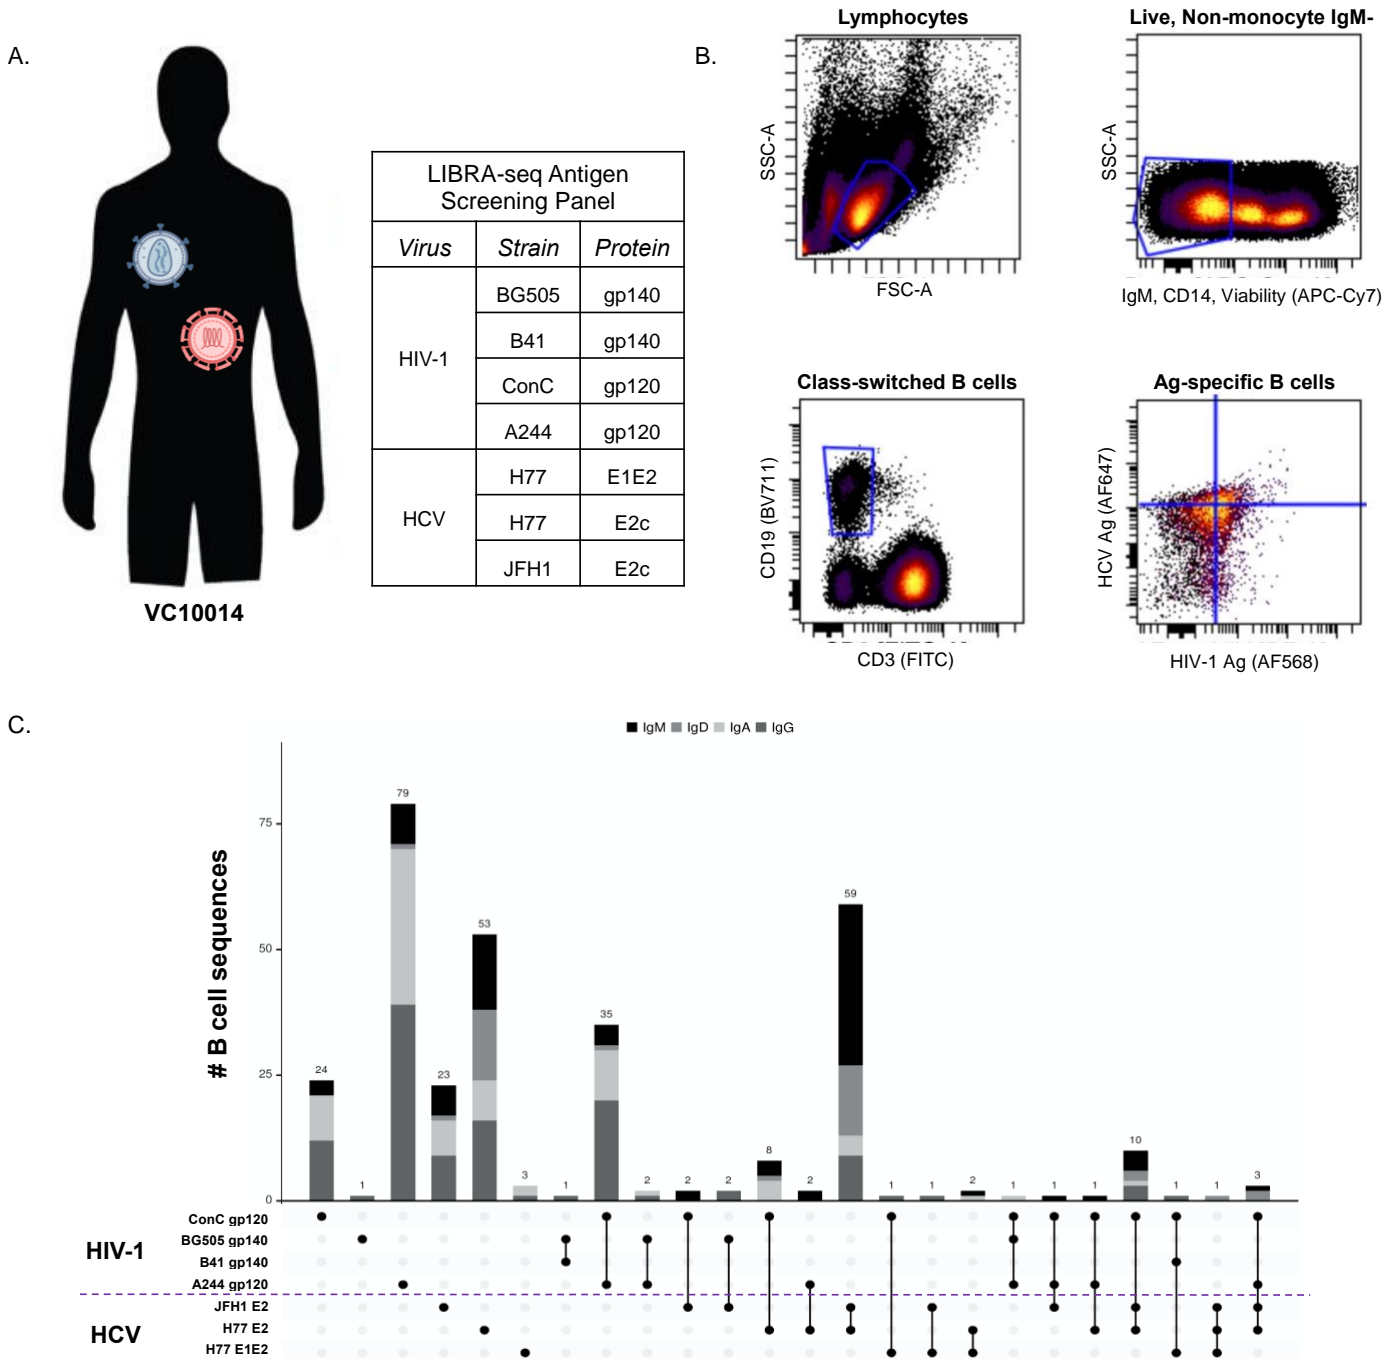 A.
VC10014
LIBRA-seq Antigen
Screening Panel
Virus Strain Protein
HIV-1
BG505 gp140
B41 gp140
ConC gp120
A244 gp120
HCV
H77 E1E2
H77 E2c
JFH1 E2c
B.
Lymphocytes
SSC-A
FSC-A
Live, Non-monocyte IgM-
SSC-A
IgM, CD14, Viability (APC-Cy7)
Class-switched B cells
CD19 (BV711)
CD3 (FITC)
Ag-specific B cells
HCV Ag (AF647)
HIV-1 Ag (AF568)
C.
IgM IgD IgA IgG
# B cell sequences
75
50
25
0
24 1 79 23 53 3 1 35 2 2 2 8 2 59 1 1 2 1 1 1 10 1 1 3
HIV-1
ConC gp120
BG505 gp140
B41 gp140
A244 gp120
HCV
JFH1 E2
H77 E2
H77 E1E2